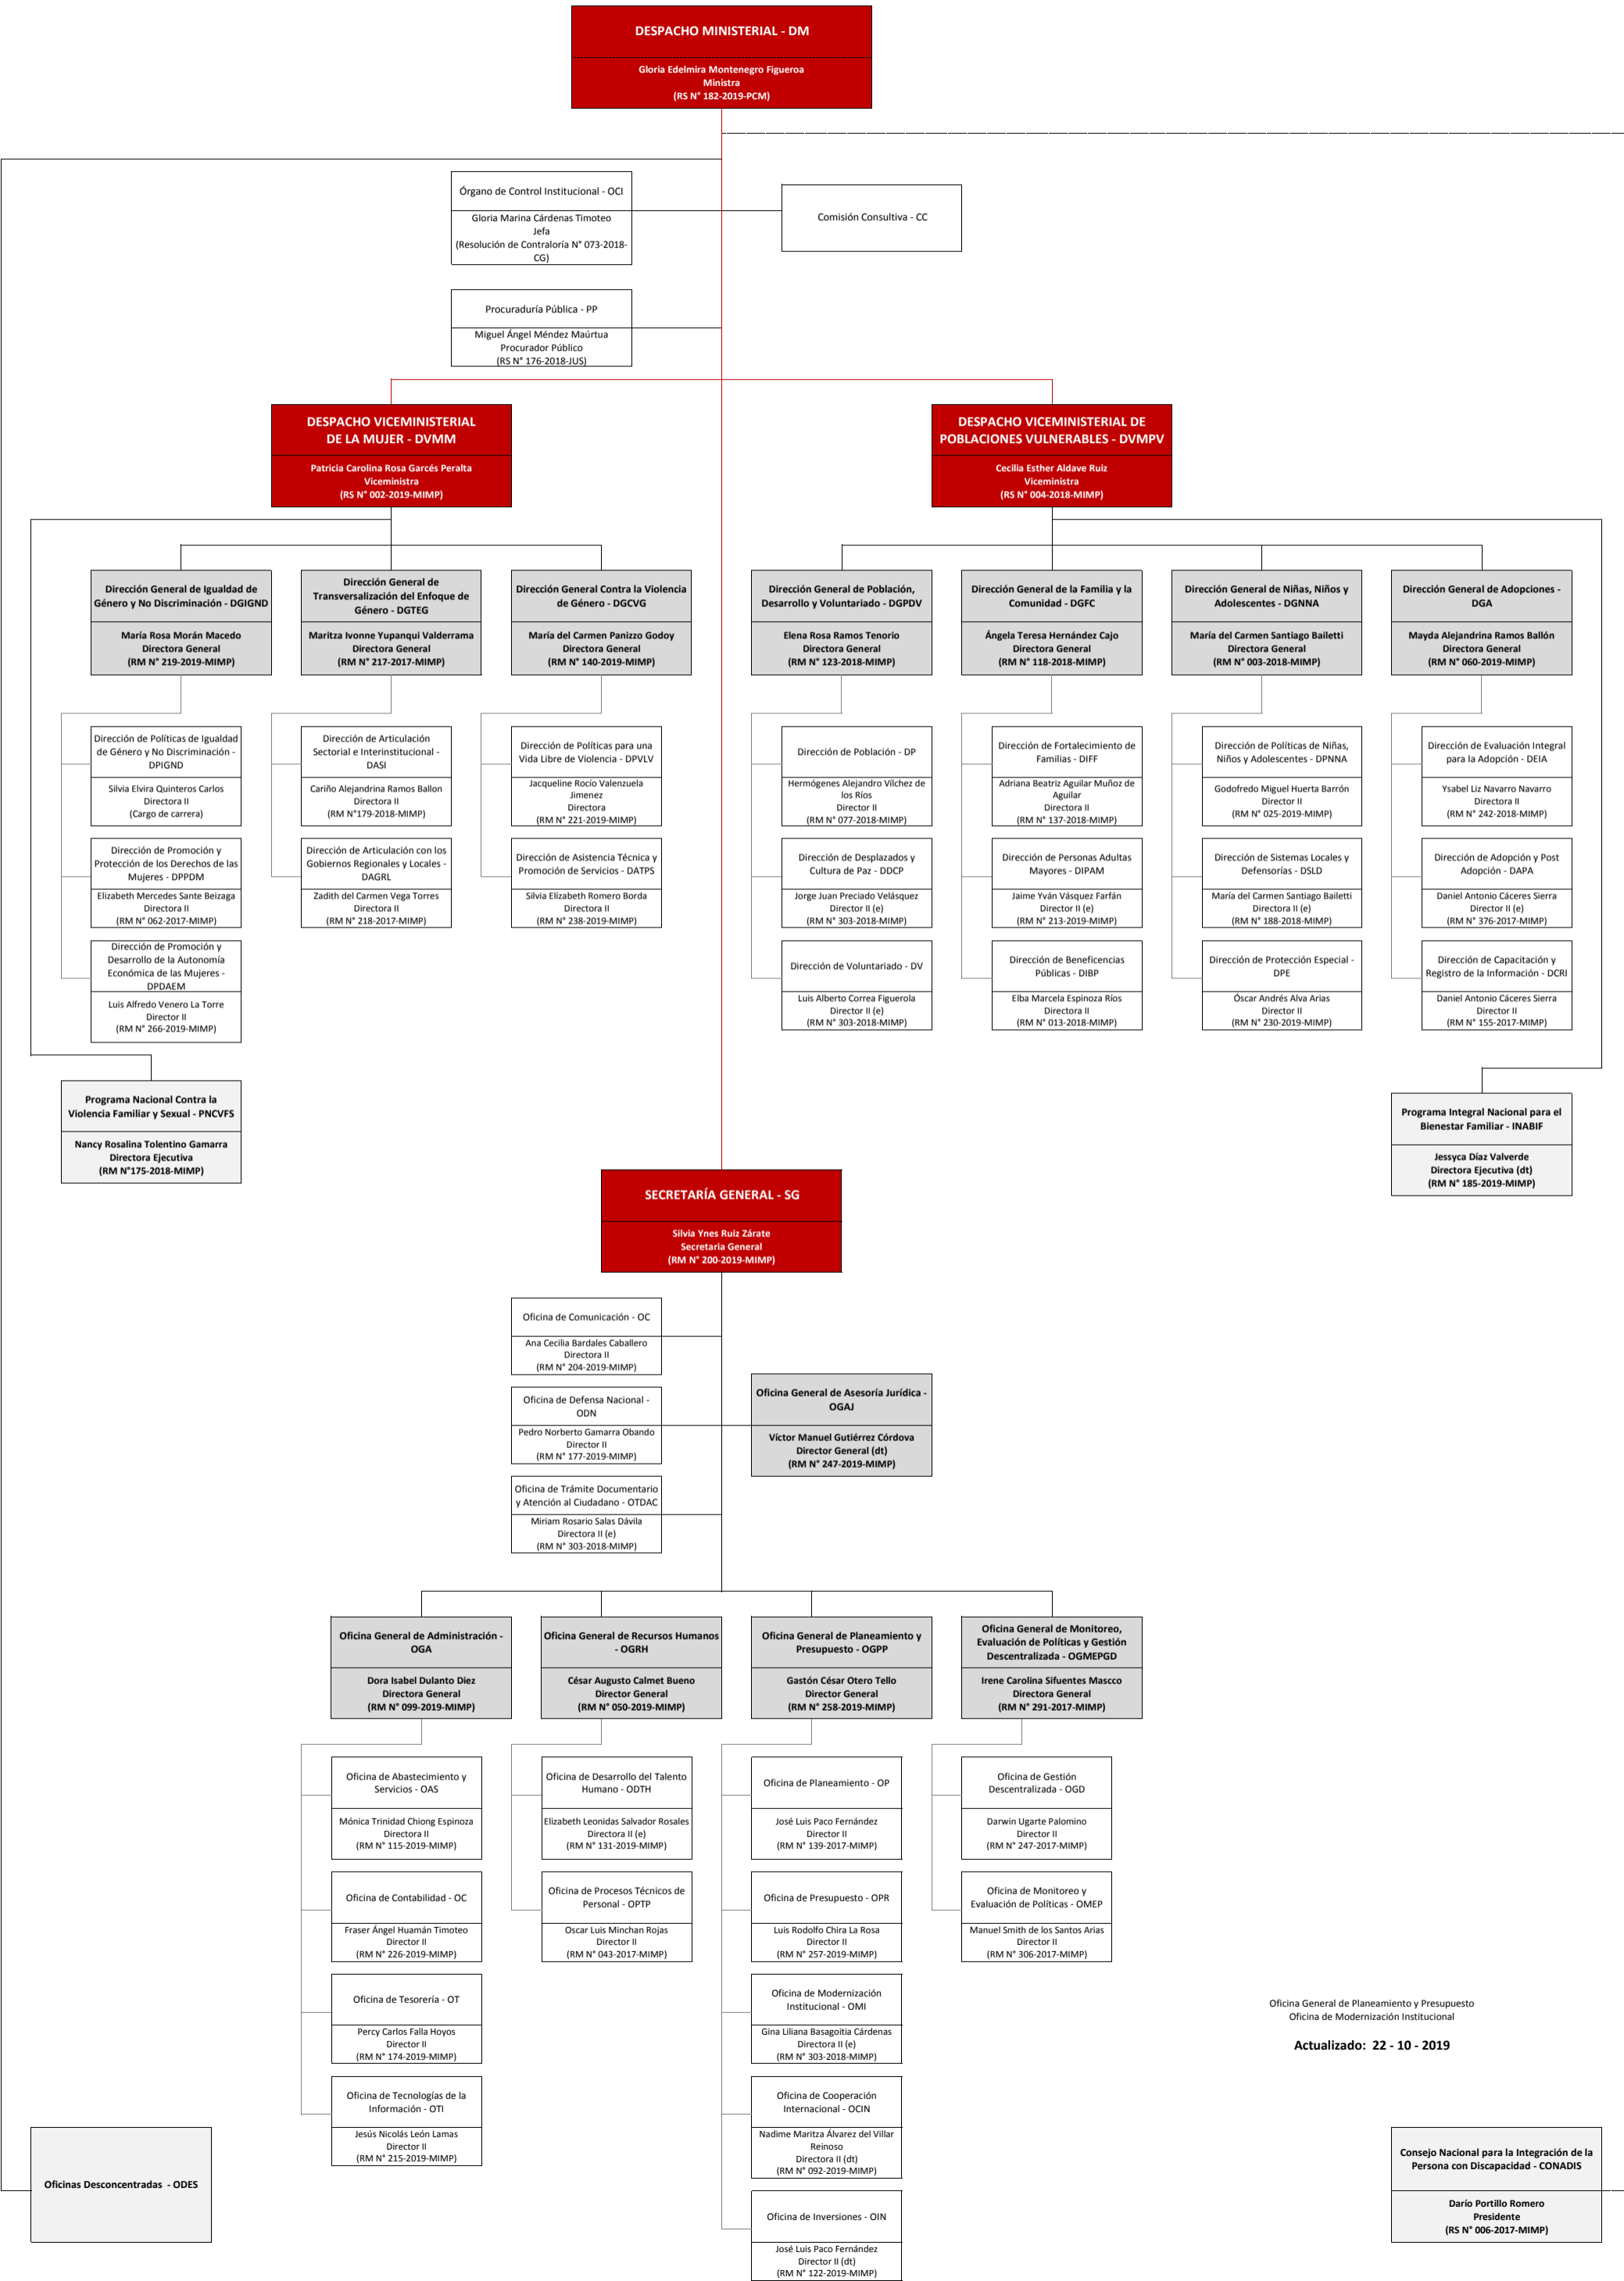 DESPACHO MINISTERIAL - DM
Gloria Edelmira Montenegro Figueroa
Ministra
(RS N° 182-2019-PCM)
Órgano de Control Institucional - OCI
Gloria Marina Cárdenas Timoteo
Jefa
(Resolución de Contraloría N° 073-2018-
CG)
Comisión Consultiva - CC
Procuraduría Pública - PP
Miguel Ángel Méndez Maúrtua
Procurador Público
(RS N° 176-2018-JUS)
DESPACHO VICEMINISTERIAL
DE LA MUJER - DVMM
Patricia Carolina Rosa Garcés Peralta
Viceministra
(RS N° 002-2019-MIMP)
DESPACHO VICEMINISTERIAL DE
POBLACIONES VULNERABLES - DVMPV
Cecilia Esther Aldave Ruiz
Viceministra
(RS N° 004-2018-MIMP)
Dirección General de Igualdad de
Género y No Discriminación - DGIGND
María Rosa Morán Macedo
Directora General
(RM N° 219-2019-MIMP)
Dirección General de
Transversalización del Enfoque de
Género - DGTEG
Maritza Ivonne Yupanqui Valderrama
Directora General
(RM N° 217-2017-MIMP)
Dirección General Contra la Violencia
de Género - DGCVG
María del Carmen Panizzo Godoy
Directora General
(RM N° 140-2019-MIMP)
Dirección General de Población,
Desarrollo y Voluntariado - DGPDV
Elena Rosa Ramos Tenorio
Directora General
(RM N° 123-2018-MIMP)
Dirección General de la Familia y la
Comunidad - DGFC
Ángela Teresa Hernández Cajo
Directora General
(RM N° 118-2018-MIMP)
Dirección General de Niñas, Niños y
Adolescentes - DGNNA
María del Carmen Santiago Bailetti
Directora General
(RM N° 003-2018-MIMP)
Dirección General de Adopciones -
DGA
Mayda Alejandrina Ramos Ballón
Directora General
(RM N° 060-2019-MIMP)
Dirección de Políticas de Igualdad
de Género y No Discriminación -
DPIGND
Silvia Elvira Quinteros Carlos
Directora II
(Cargo de carrera)
Dirección de Articulación
Sectorial e Interinstitucional -
DASI
Cariño Alejandrina Ramos Ballon
Directora II
(RM N°179-2018-MIMP)
Dirección de Políticas para una
Vida Libre de Violencia - DPVLV
Jacqueline Rocío Valenzuela
Jimenez
Directora
(RM N° 221-2019-MIMP)
Dirección de Población - DP
Hermógenes Alejandro Vílchez de
los Ríos
Director II
(RM N° 077-2018-MIMP)
Dirección de Fortalecimiento de
Familias - DIFF
Adriana Beatriz Aguilar Muñoz de
Aguilar
Directora II
(RM N° 137-2018-MIMP)
Dirección de Políticas de Niñas,
Niños y Adolescentes - DPNNA
Godofredo Miguel Huerta Barrón
Director II
(RM N° 025-2019-MIMP)
Dirección de Evaluación Integral
para la Adopción - DEIA
Ysabel Liz Navarro Navarro
Directora II
(RM N° 242-2018-MIMP)
Dirección de Promoción y
Protección de los Derechos de las
Mujeres - DPPDM
Elizabeth Mercedes Sante Beizaga
Directora II
(RM N° 062-2017-MIMP)
Dirección de Articulación con los
Gobiernos Regionales y Locales -
DAGRL
Zadith del Carmen Vega Torres
Directora II
(RM N° 218-2017-MIMP)
Dirección de Asistencia Técnica y
Promoción de Servicios - DATPS
Silvia Elízabeth Romero Borda
Directora II
(RM N° 238-2019-MIMP)
Dirección de Desplazados y
Cultura de Paz - DDCP
Jorge Juan Preciado Velásquez
Director II (e)
(RM N° 303-2018-MIMP)
Dirección de Personas Adultas
Mayores - DIPAM
Jaime Yván Vásquez Farfán
Director II (e)
(RM N° 213-2019-MIMP)
Dirección de Sistemas Locales y
Defensorías - DSLD
María del Carmen Santiago Bailetti
Directora II (e)
(RM N° 188-2018-MIMP)
Dirección de Adopción y Post
Adopción - DAPA
Daniel Antonio Cáceres Sierra
Director II (e)
(RM N° 376-2017-MIMP)
Dirección de Promoción y
Desarrollo de la Autonomía
Económica de las Mujeres -
DPDAEM
Luis Alfredo Venero La Torre
Director II
(RM N° 266-2019-MIMP)
Dirección de Voluntariado - DV
Luis Alberto Correa Figuerola
Director II (e)
(RM N° 303-2018-MIMP)
Dirección de Beneficencias
Públicas - DIBP
Elba Marcela Espinoza Ríos
Directora II
(RM N° 013-2018-MIMP)
Dirección de Protección Especial -
DPE
Óscar Andrés Alva Arias
Director II
(RM N° 230-2019-MIMP)
Dirección de Capacitación y
Registro de la Información - DCRI
Daniel Antonio Cáceres Sierra
Director II
(RM N° 155-2017-MIMP)
Programa Nacional Contra la
Violencia Familiar y Sexual - PNCVFS
Nancy Rosalina Tolentino Gamarra
Directora Ejecutiva
(RM N°175-2018-MIMP)
Programa Integral Nacional para el
Bienestar Familiar - INABIF
Jessyca Díaz Valverde
Directora Ejecutiva (dt)
(RM N° 185-2019-MIMP)
SECRETARÍA GENERAL - SG
Silvia Ynes Ruiz Zárate
Secretaria General
(RM N° 200-2019-MIMP)
Oficina de Comunicación - OC
Ana Cecilia Bardales Caballero
Directora II
(RM N° 204-2019-MIMP)
Oficina de Defensa Nacional -
ODN
Pedro Norberto Gamarra Obando
Director II
(RM N° 177-2019-MIMP)
Oficina General de Asesoría Jurídica -
OGAJ
Víctor Manuel Gutiérrez Córdova
Director General (dt)
(RM N° 247-2019-MIMP)
Oficina de Trámite Documentario
y Atención al Ciudadano - OTDAC
Miriam Rosario Salas Dávila
Directora II (e)
(RM N° 303-2018-MIMP)
Oficina General de Administración -
OGA
Dora Isabel Dulanto Diez
Directora General
(RM N° 099-2019-MIMP)
Oficina General de Recursos Humanos
- OGRH
César Augusto Calmet Bueno
Director General
(RM N° 050-2019-MIMP)
Oficina General de Planeamiento y
Presupuesto - OGPP
Gastón César Otero Tello
Director General
(RM N° 258-2019-MIMP)
Oficina General de Monitoreo,
Evaluación de Políticas y Gestión
Descentralizada - OGMEPGD
Irene Carolina Sifuentes Mascco
Directora General
(RM N° 291-2017-MIMP)
Oficina de Abastecimiento y
Servicios - OAS
Mónica Trinidad Chiong Espinoza
Directora II
(RM N° 115-2019-MIMP)
Oficina de Desarrollo del Talento
Humano - ODTH
Elizabeth Leonidas Salvador Rosales
Directora II (e)
(RM N° 131-2019-MIMP)
Oficina de Planeamiento - OP
José Luis Paco Fernández
Director II
(RM N° 139-2017-MIMP)
Oficina de Gestión
Descentralizada - OGD
Darwin Ugarte Palomino
Director II
(RM N° 247-2017-MIMP)
Oficina de Contabilidad - OC
Fraser Ángel Huamán Timoteo
Director II
(RM N° 226-2019-MIMP)
Oficina de Procesos Técnicos de
Personal - OPTP
Oscar Luis Minchan Rojas
Director II
(RM N° 043-2017-MIMP)
Oficina de Presupuesto - OPR
Luis Rodolfo Chira La Rosa
Director II
(RM N° 257-2019-MIMP)
Oficina de Monitoreo y
Evaluación de Políticas - OMEP
Manuel Smith de los Santos Arias
Director II
(RM N° 306-2017-MIMP)
Oficina de Tesorería - OT
Percy Carlos Falla Hoyos
Director II
(RM N° 174-2019-MIMP)
Oficina de Modernización
Institucional - OMI
Gina Liliana Basagoitia Cárdenas
Directora II (e)
(RM N° 303-2018-MIMP)
Oficina General de Planeamiento y Presupuesto
Oficina de Modernización Institucional
Actualizado: 22 - 10 - 2019
Oficina de Tecnologías de la
Información - OTI
Jesús Nicolás León Lamas
Director II
(RM N° 215-2019-MIMP)
Oficina de Cooperación
Internacional - OCIN
Nadime Maritza Álvarez del Villar
Reinoso
Directora II (dt)
(RM N° 092-2019-MIMP)
Oficinas Desconcentradas - ODES
Consejo Nacional para la Integración de la
Persona con Discapacidad - CONADIS
Darío Portillo Romero
Presidente
(RS N° 006-2017-MIMP)
Oficina de Inversiones - OIN
José Luis Paco Fernández
Director II (dt)
(RM N° 122-2019-MIMP)